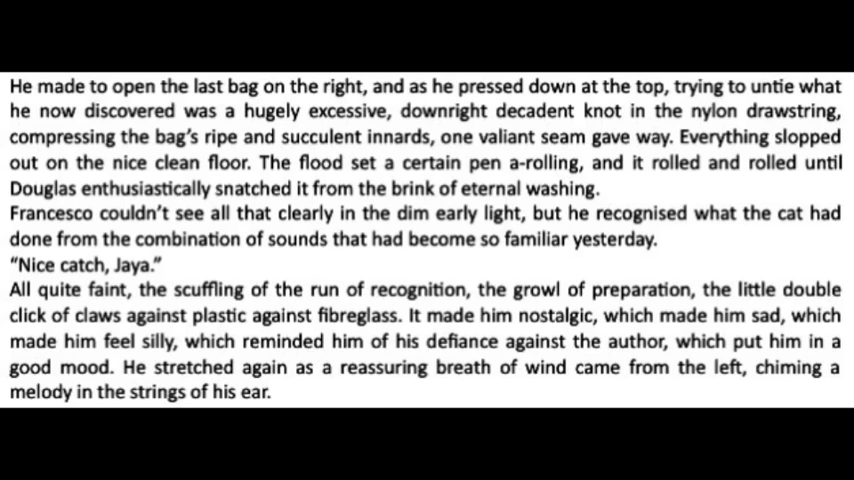 He made to open the last bag on the right, and as he pressed down at the top, trying to untie what
he now discovered was a hugely excessive, downright decadent knot in the nylon drawstring,
compressing the bag’s ripe and succulent innards, one valiant seam gave way. Everything slopped
out on the nice clean floor. The flood set a certain pen a-rolling, and it rolled and rolled until
Douglas enthusiastically snatched it from the brink of eternal washing.
Francesco couldn’t see all that clearly in the dim early light, but he recognised what the cat had
done from the combination of sounds that had become so familiar yesterday.
“Nice catch, Jaya.”
All quite faint, the scuffling of the run of recognition, the growl of preparation, the little double
click of claws against plastic against fibreglass. It made him nostalgic, which made him sad, which
made him feel silly, which reminded him of his defiance against the author, which put him in a
good mood. He stretched again as a reassuring breath of wind came from the left, chiming a
melody in the strings of his ear.